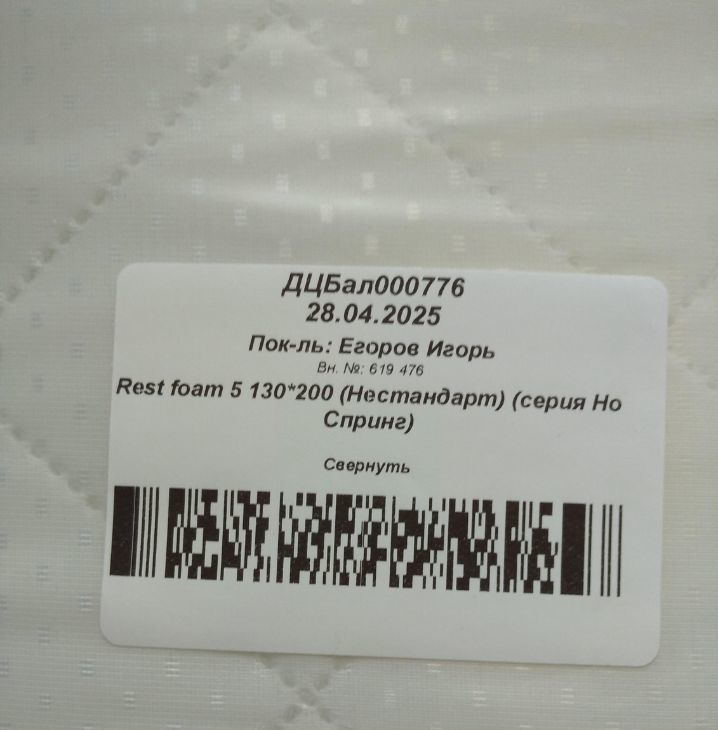 ДЦБал000776
28.04.2025
Пок-ль: Егоров Игорь
Вн. №: 619 476
Rest foam 5 130*200 (Нестандарт) (серия Но
Спринг)
Свернуть